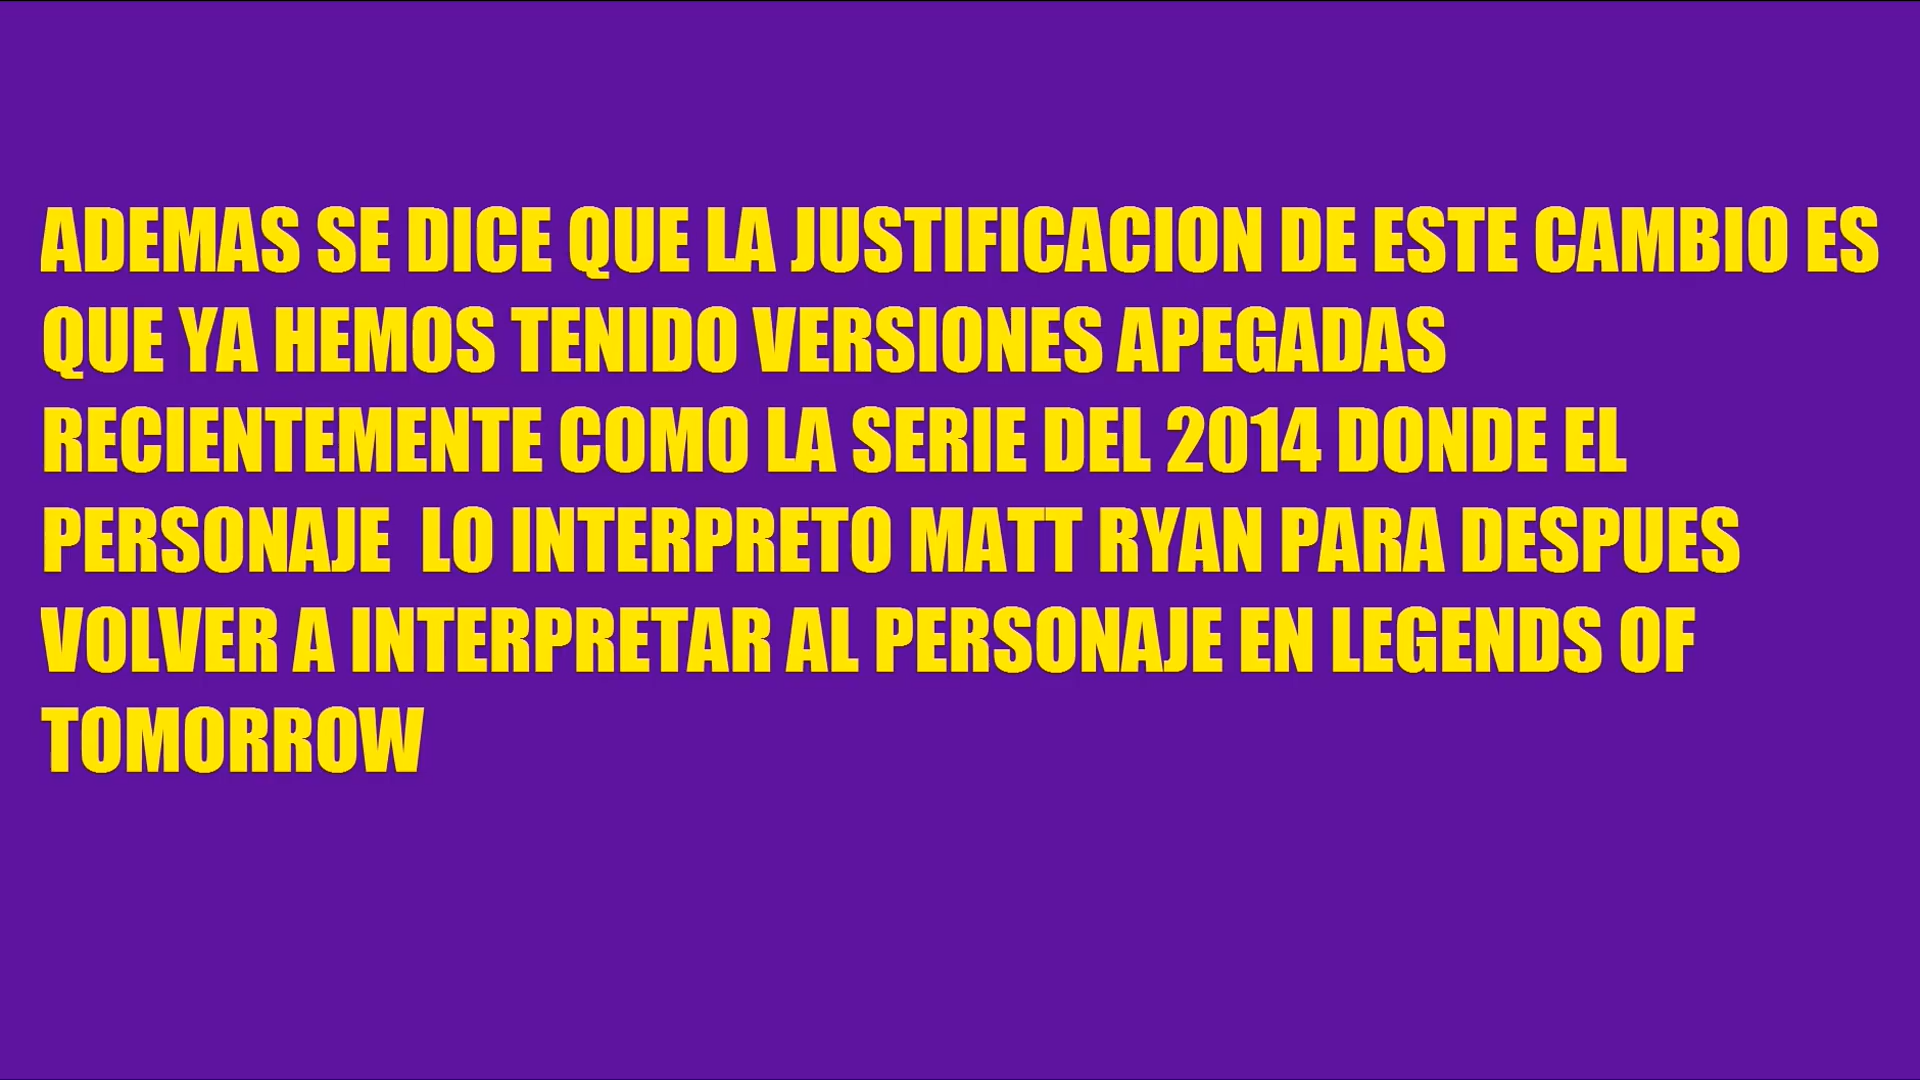 ADEMAS SE DICE QUE LA JUSTIFICACION DE ESTE CAMBIO ES
QUE YA HEMOS TENIDO VERSIONES APEGADAS
RECIENTEMENTE COMO LA SERIE DEL 2014 DONDE EL
PERSONAJE  LO INTERPRETO MATT RYAN PARA DESPUES
VOLVER A INTERPRETAR AL PERSONAJE EN LEGENDS OF
TOMORROW